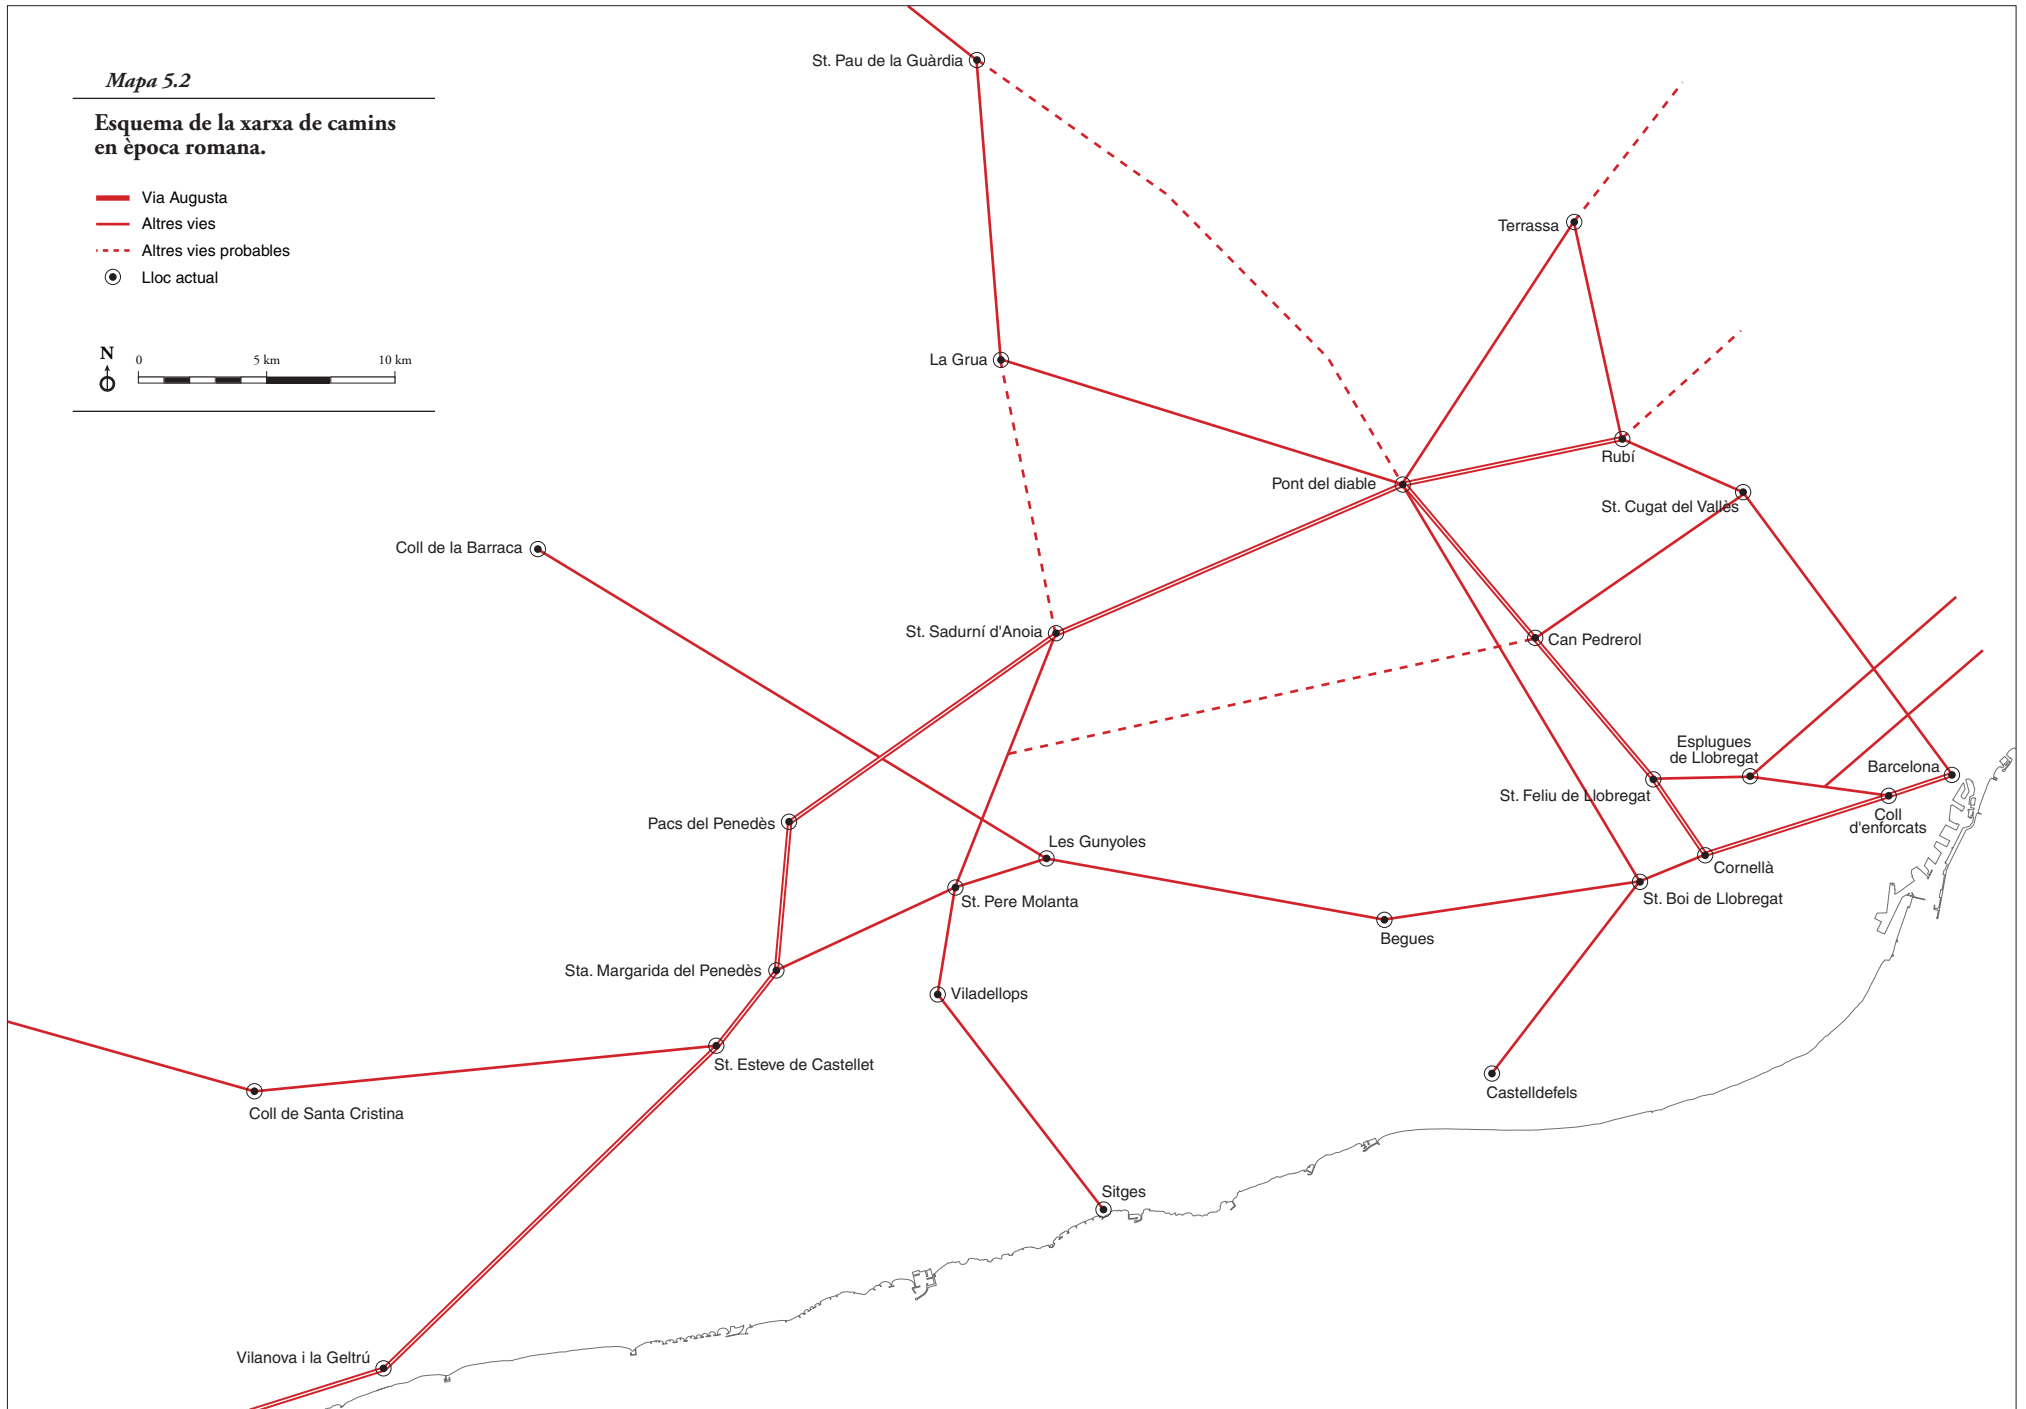 Mapa 5.2
Esquema de la xarxa de camins
en època romana.
Via Augusta
Altres vies
Altres vies probables
Lloc actual
N
0
5 km
10 km
St. Pau de la Guàrdia
Terrassa
La Grua
Rubí
Pont del diable
St. Cugat del Vallès
Coll de la Barraca
St. Sadurní d'Anoia
Can Pedrerol
Esplugues
de Llobregat
Barcelona
St. Feliu de Llobregat
Coll
d'enforcats
Pacs del Penedès
Les Gunyoles
Cornellà
St. Pere Molanta
St. Boi de Llobregat
Begues
Sta. Margarida del Penedès
Viladellops
St. Esteve de Castellet
Castelldefels
Coll de Santa Cristina
Sitges
Vilanova i la Geltrú